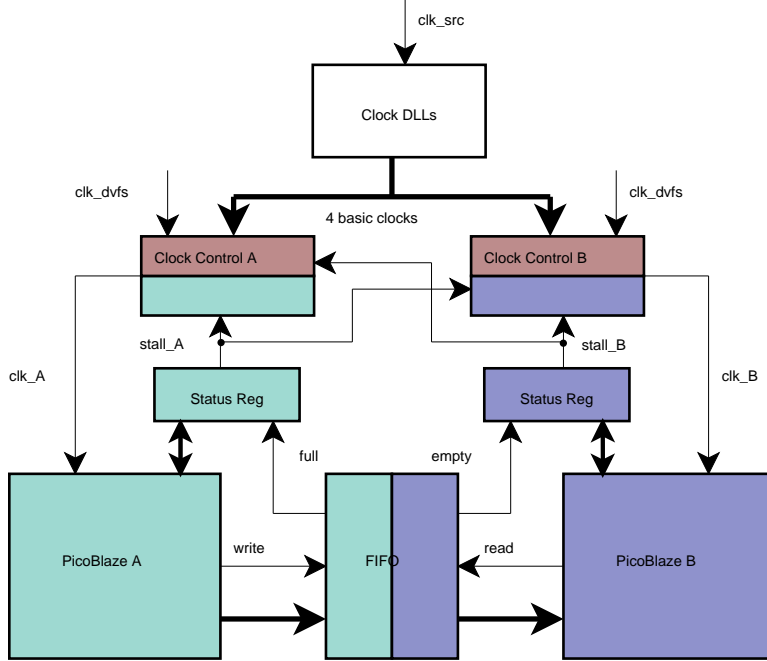 clk_src
Clock DLLs
clk_dvfs
clk_dvfs
4 basic clocks
Clock Control A
Clock Control B
stall_A
stall_B
clk_A
clk_B
Status Reg
Status Reg
full
empty
write
read
PicoBlaze A
FIFO
PicoBlaze B